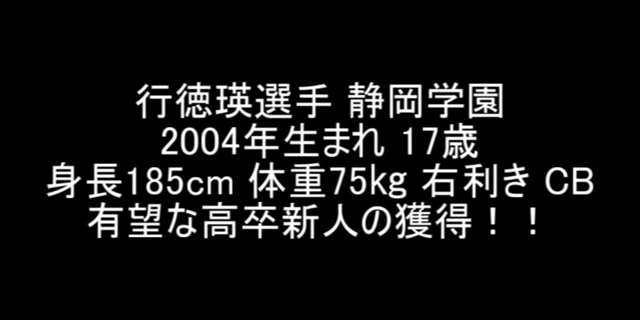 行徳瑛選手 静岡学園
2004年生まれ 17歳
身長185cm 体重75kg 右利き CB
有望な高卒新人の獲得！！